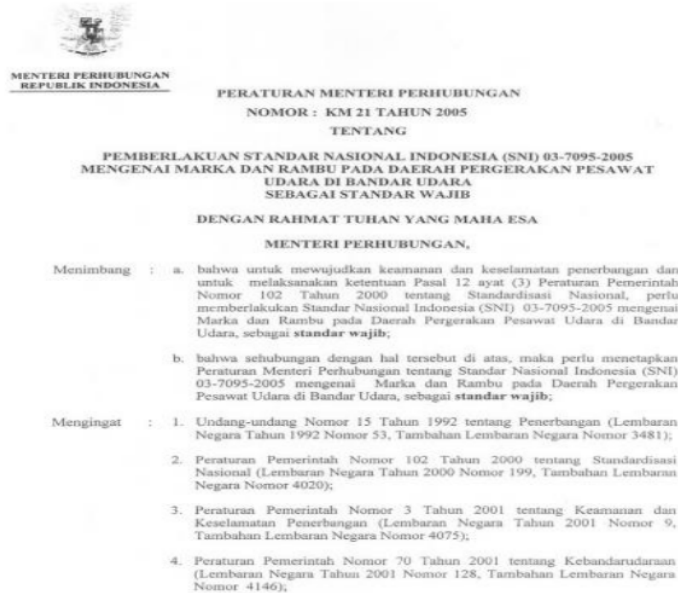 MENTERI PERHUBUNGAN
REPUBLIK INDONESIA
PERATURAN MENTERI PERHUBUNGAN
NOMOR : KM 21 TAHUN 2005
TENTANG
PEMBERLAKUAN STANDAR NASIONAL INDONESIA (SNI) 03-7095-2005
MENGENAI MARKA DAN RAMBU PADA DAERAH PERGERAKAN PESAWAT
UDARA DI BANDAR UDARA
SEBAGAI STANDAR WAJIB
DENGAN RAHMAT TUHAN YANG MAHA ESA
MENTERI PERHUBUNGAN,
Menimbang : a. bahwa untuk mewujudkan keamanan dan keselamatan penerbangan dan
untuk melaksanakan ketentuan Pasal 12 ayat (3) Peraturan Pemerintah
Nomor 102 Tahun 2000 tentang Standardisasi Nasional, perlu
memberlakukan Standar Nasional Indonesia (SNI) 03-7095-2005 mengenai
Marka dan Rambu pada Daerah Pergerakan Pesawat Udara di Bandar
Udara, sebagai standar wajib;
b. bahwa sehubungan dengan hal tersebut di atas, maka perlu menetapkan
Peraturan Menteri Perhubungan tentang Standar Nasional Indonesia (SNI)
03-7095-2005 mengenai Marka dan Rambu pada Daerah Pergerakan
Pesawat Udara di Bandar Udara, sebagai standar wajib;
Mengingat : 1. Undang-undang Nomor 15 Tahun 1992 tentang Penerbangan (Lembaran
Negara Tahun 1992 Nomor 53, Tambahan Lembaran Negara Nomor 3481);
2. Peraturan Pemerintah Nomor 102 Tahun 2000 tentang Standardisasi
Nasional (Lembaran Negara Tahun 2000 Nomor 199, Tambahan Lembaran
Negara Nomor 4020);
3. Peraturan Pemerintah Nomor 3 Tahun 2001 tentang Keamanan dan
Keselamatan Penerbangan (Lembaran Negara Tahun 2001 Nomor 9,
Tambahan Lembaran Negara Nomor 4075);
4. Peraturan Pemerintah Nomor 70 Tahun 2001 tentang Kebandarudaraan
(Lembaran Negara Tahun 2001 Nomor 128, Tambahan Lembaran Negara
Nomor 4146);